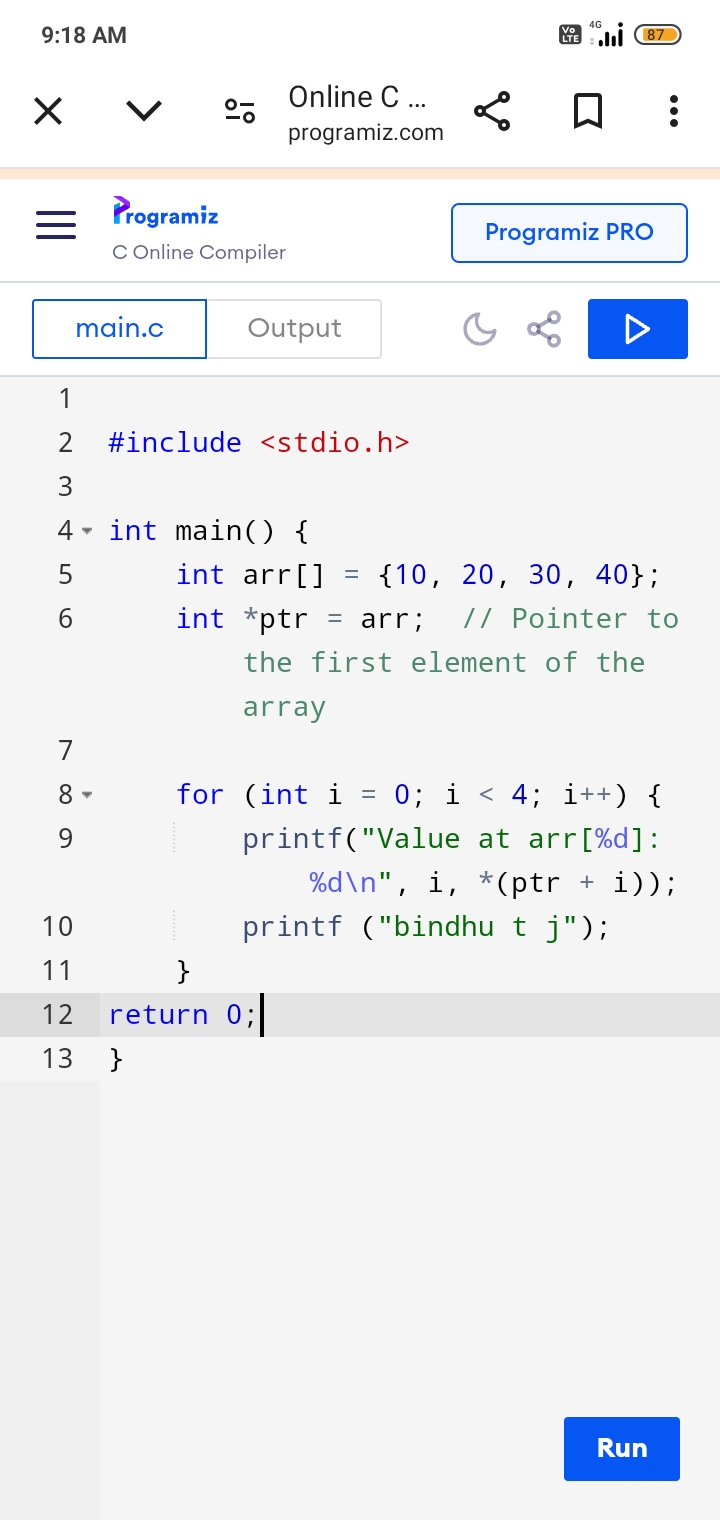 9:18 AM
Vo LTE 4G 87
Online C ...
programiz.com
Programiz
C Online Compiler
Programiz PRO
main.c Output
1
2 #include <stdio.h>
3
4 int main() {
5     int arr[] = {10, 20, 30, 40};
6     int *ptr = arr;  // Pointer to
        the first element of the
        array
7
8     for (int i = 0; i < 4; i++) {
9         printf("Value at arr[%d]:
            %d\n", i, *(ptr + i));
10        printf ("bindhu t j");
11    }
12 return 0;
13 }
Run